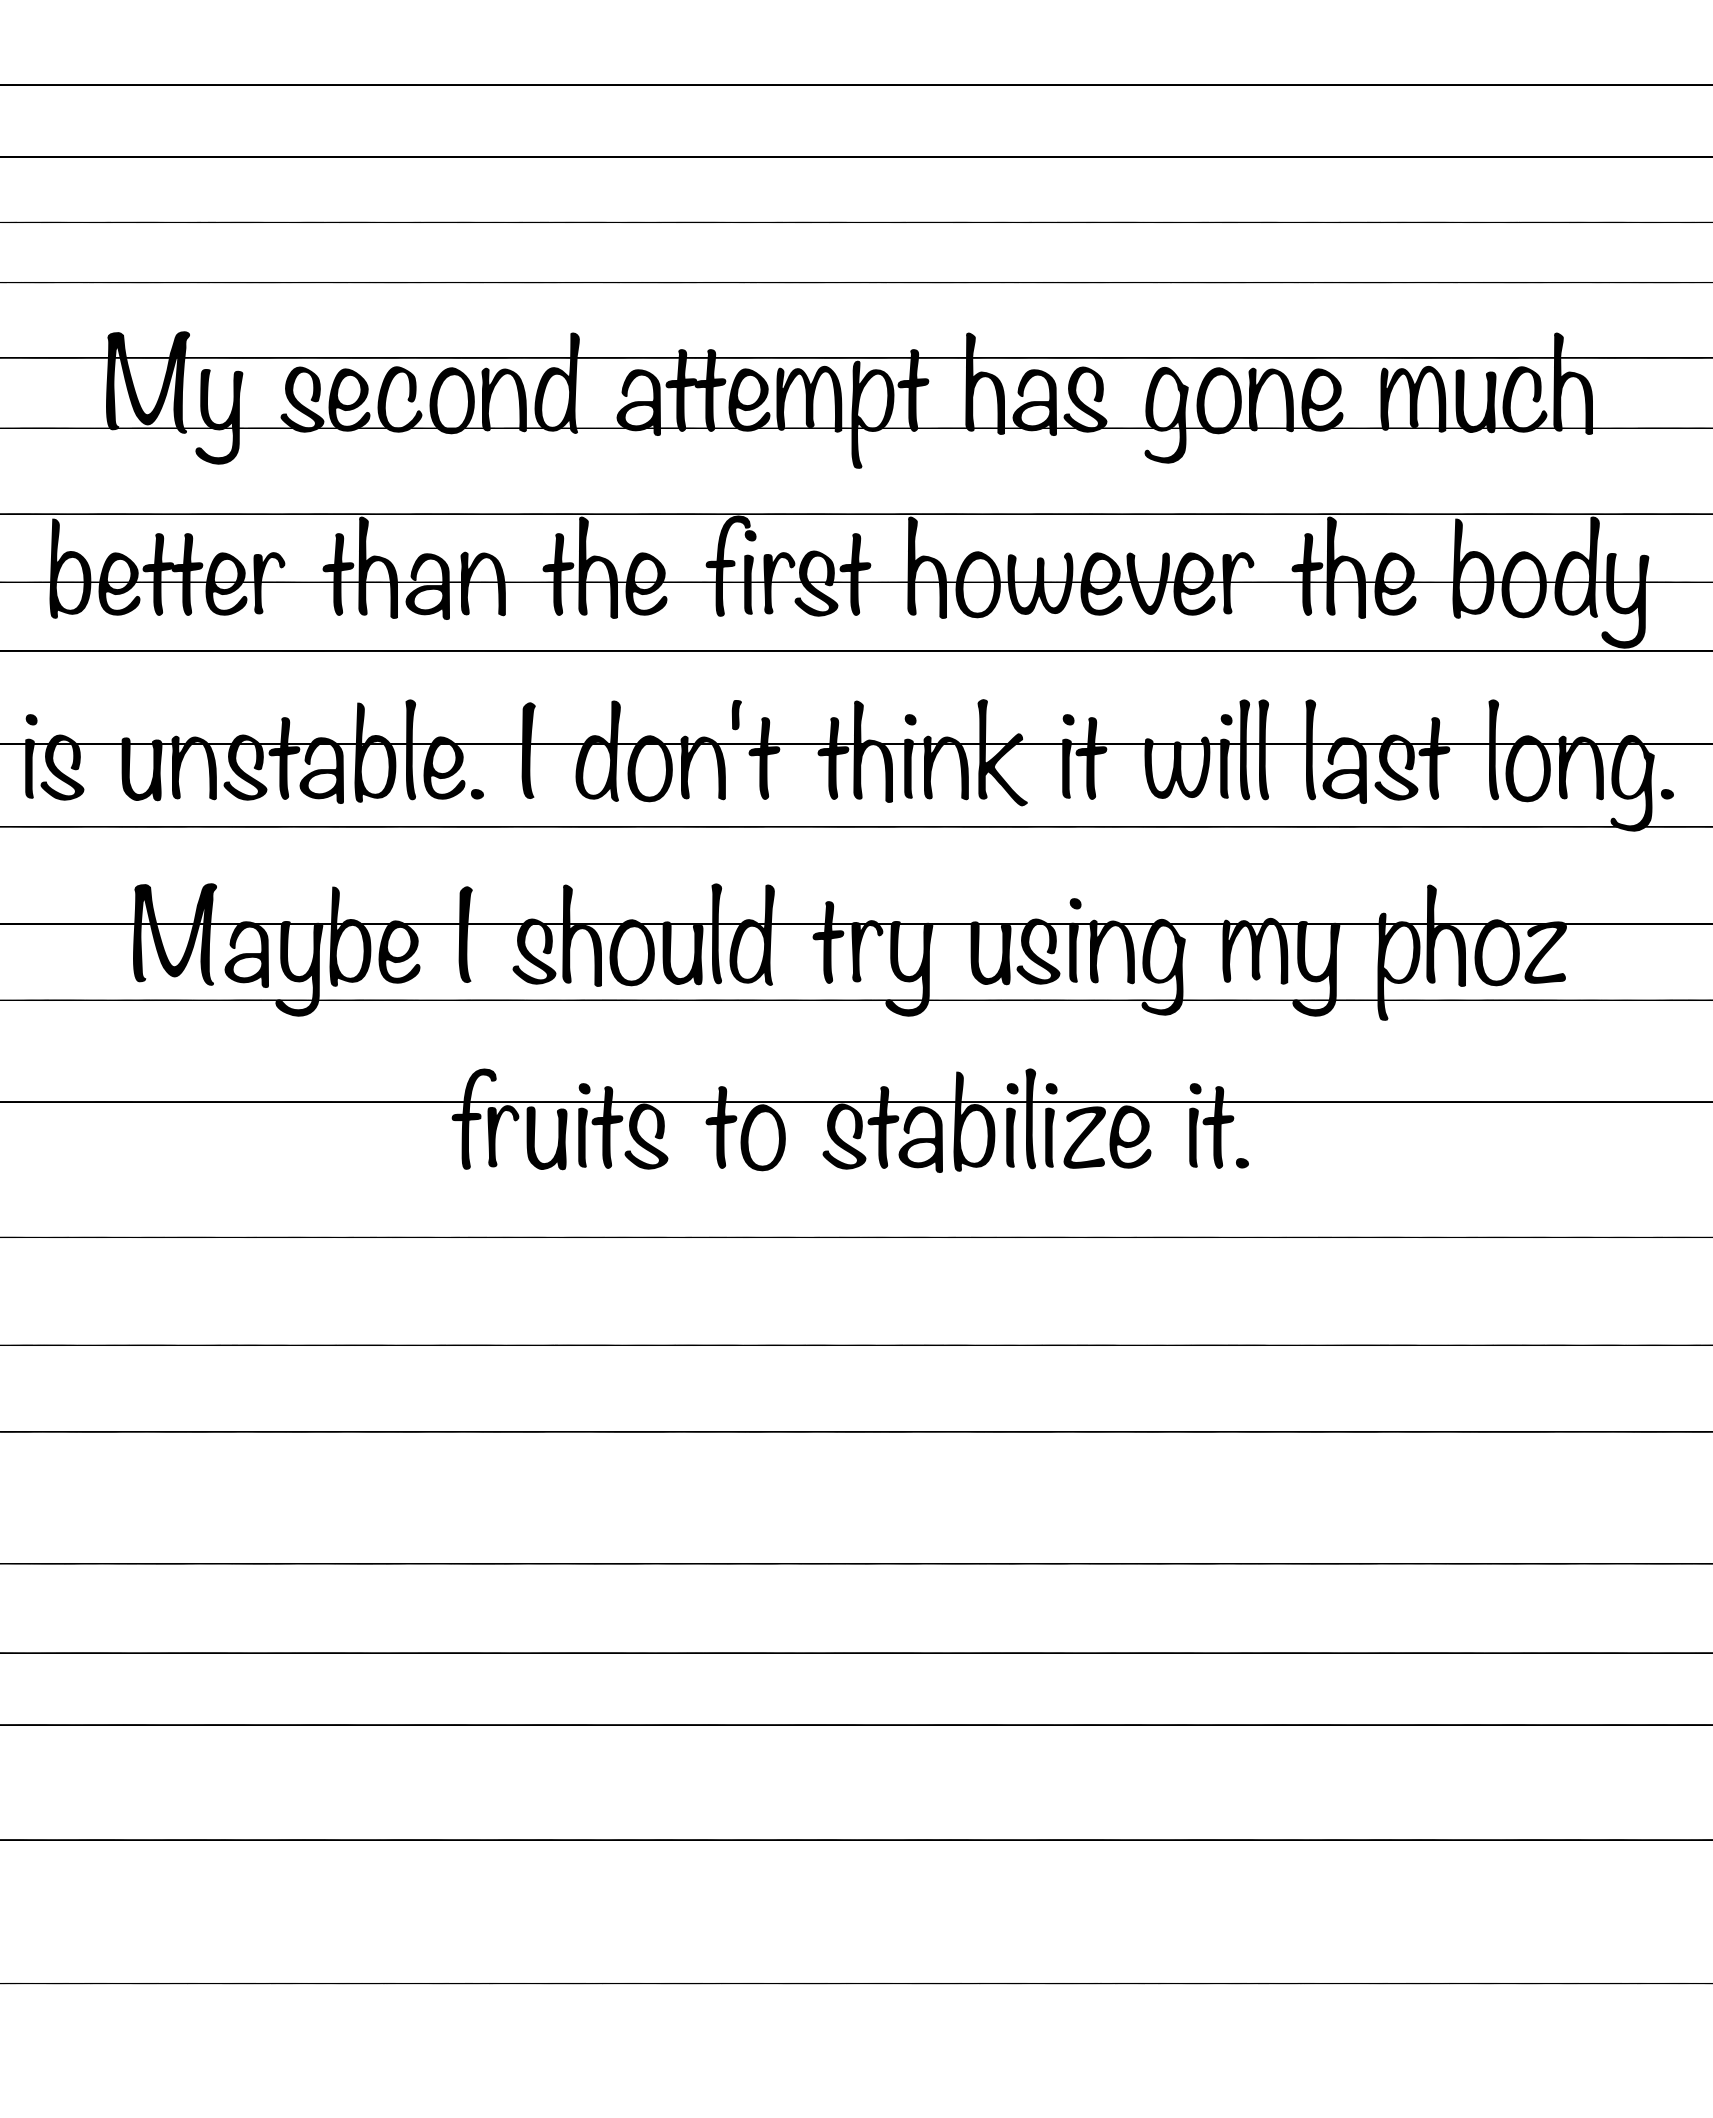 My second attempt has gone much
better than the first however the body
is unstable. I don't think it will last long.
Maybe I should try using my phoz
fruits to stabilize it.